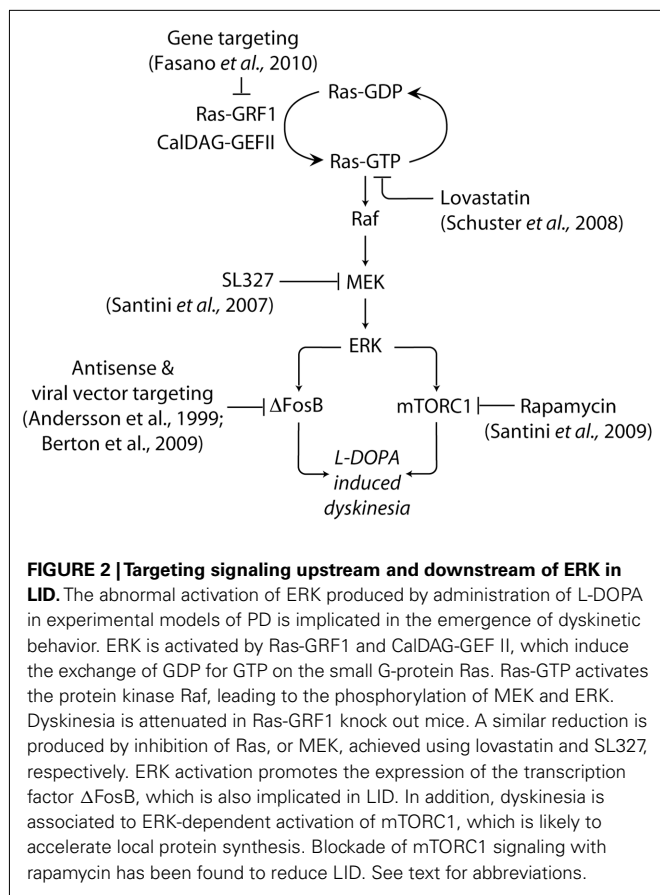 Gene targeting
(Fasano et al., 2010)
Ras-GRF1
CalDAG-GEFII
Ras-GDP
Ras-GTP
Lovastatin
(Schuster et al., 2008)
Raf
SL327
(Santini et al., 2007)
MEK
ERK
Antisense &
viral vector targeting
(Andersson et al., 1999;
Berton et al., 2009)
ΔFosB
mTORC1
Rapamycin
(Santini et al., 2009)
L-DOPA
induced
dyskinesia
FIGURE 2 | Targeting signaling upstream and downstream of ERK in
LID. The abnormal activation of ERK produced by administration of L-DOPA
in experimental models of PD is implicated in the emergence of dyskinetic
behavior. ERK is activated by Ras-GRF1 and CalDAG-GEF II, which induce
the exchange of GDP for GTP on the small G-protein Ras. Ras-GTP activates
the protein kinase Raf, leading to the phosphorylation of MEK and ERK.
Dyskinesia is attenuated in Ras-GRF1 knock out mice. A similar reduction is
produced by inhibition of Ras, or MEK, achieved using lovastatin and SL327,
respectively. ERK activation promotes the expression of the transcription
factor ΔFosB, which is also implicated in LID. In addition, dyskinesia is
associated to ERK-dependent activation of mTORC1, which is likely to
accelerate local protein synthesis. Blockade of mTORC1 signaling with
rapamycin has been found to reduce LID. See text for abbreviations.